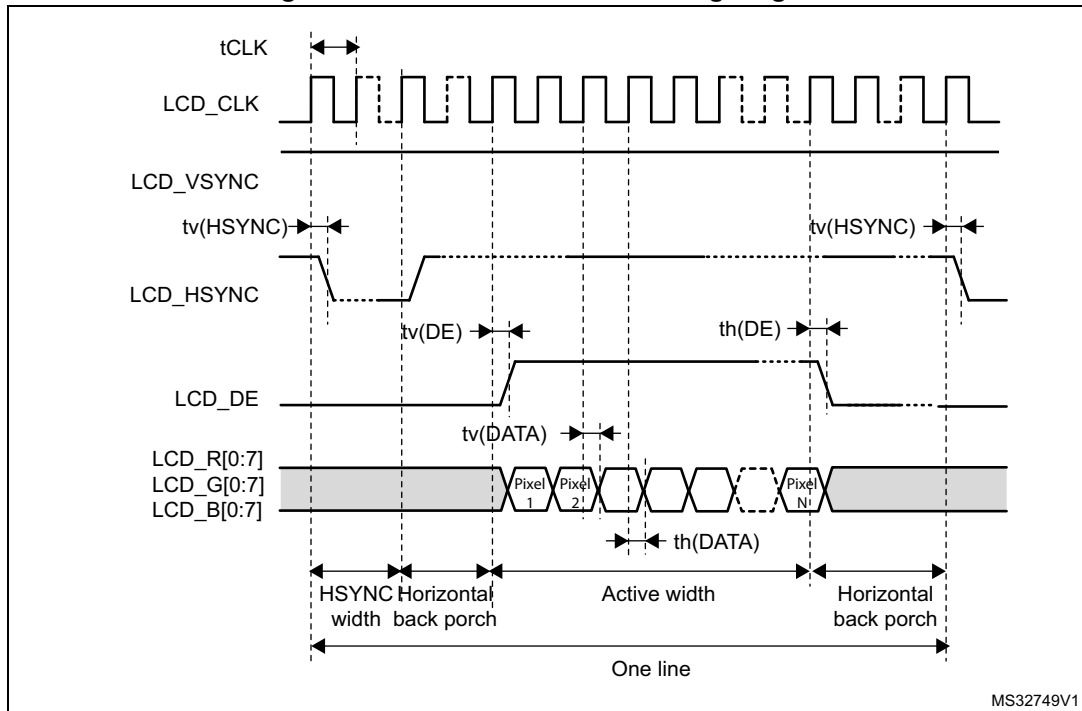 tCLK
LCD_CLK
LCD_VSYNC
tv(HSYNC)
tv(HSYNC)
LCD_HSYNC
tv(DE)
th(DE)
LCD_DE
tv(DATA)
LCD_R[0:7]
LCD_G[0:7]
LCD_B[0:7]
Pixel
1
Pixel
2
Pixel
N
th(DATA)
HSYNC
width
Horizontal
back porch
Active width
Horizontal
back porch
One line
MS32749V1